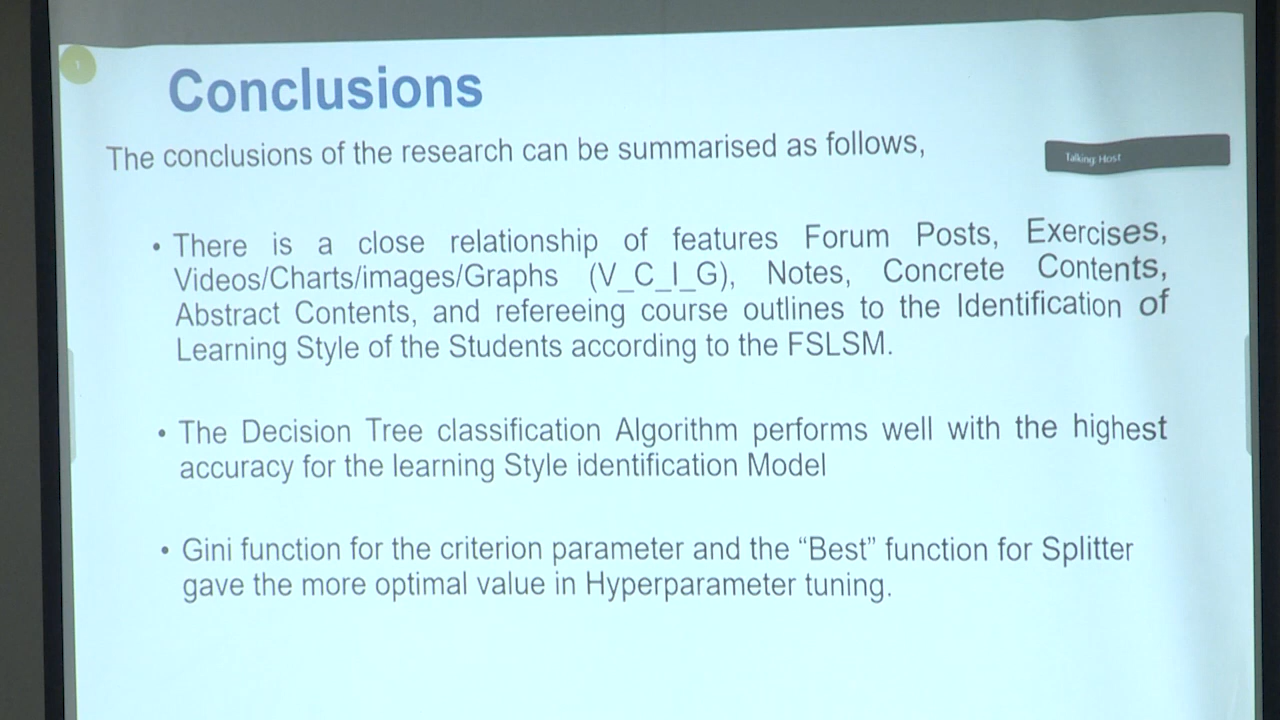 1
Conclusions
The conclusions of the research can be summarised as follows,
Talking: Host
• There is a close relationship of features Forum Posts, Exercises,
Videos/Charts/images/Graphs (V_C_I_G), Notes, Concrete Contents,
Abstract Contents, and refereeing course outlines to the Identification of
Learning Style of the Students according to the FSLSM.
• The Decision Tree classification Algorithm performs well with the highest
accuracy for the learning Style identification Model
• Gini function for the criterion parameter and the “Best” function for Splitter
gave the more optimal value in Hyperparameter tuning.